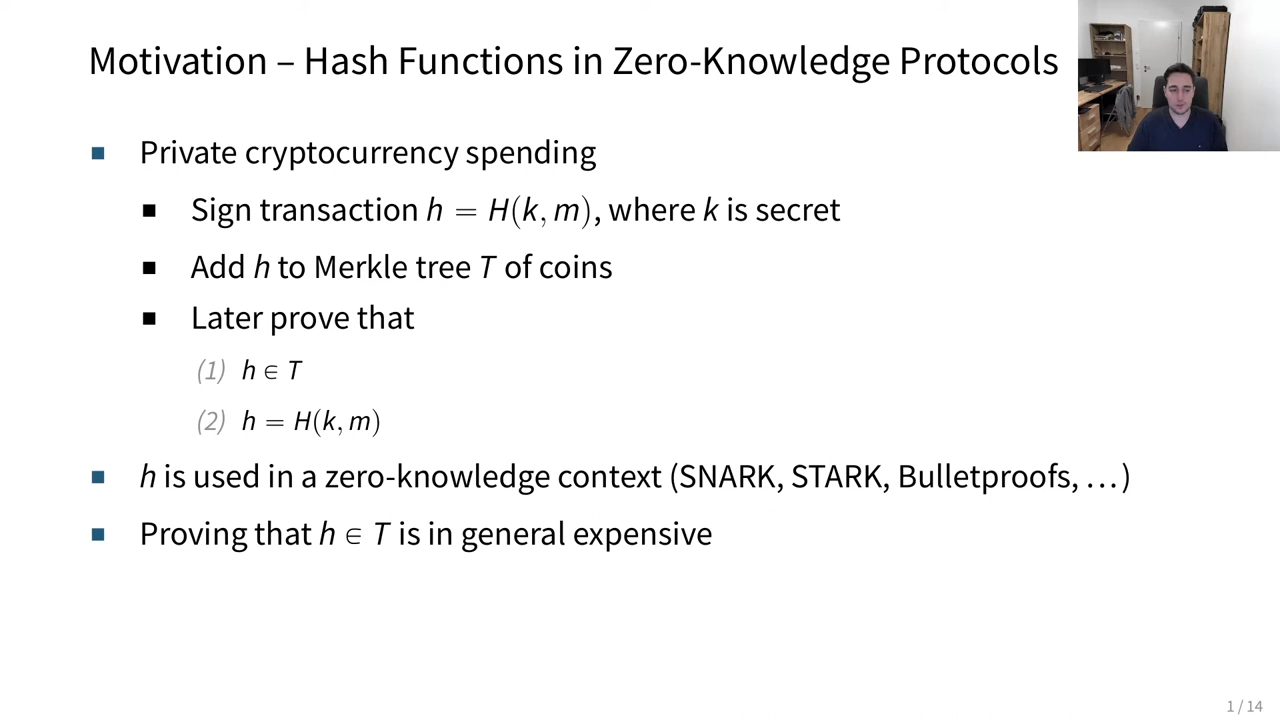 Motivation – Hash Functions in Zero-Knowledge Protocols
■ Private cryptocurrency spending
■ Sign transaction h = H(k, m), where k is secret
■ Add h to Merkle tree T of coins
■ Later prove that
(1) h ∈ T
(2) h = H(k, m)
■ h is used in a zero-knowledge context (SNARK, STARK, Bulletproofs, …)
■ Proving that h ∈ T is in general expensive
1 / 14